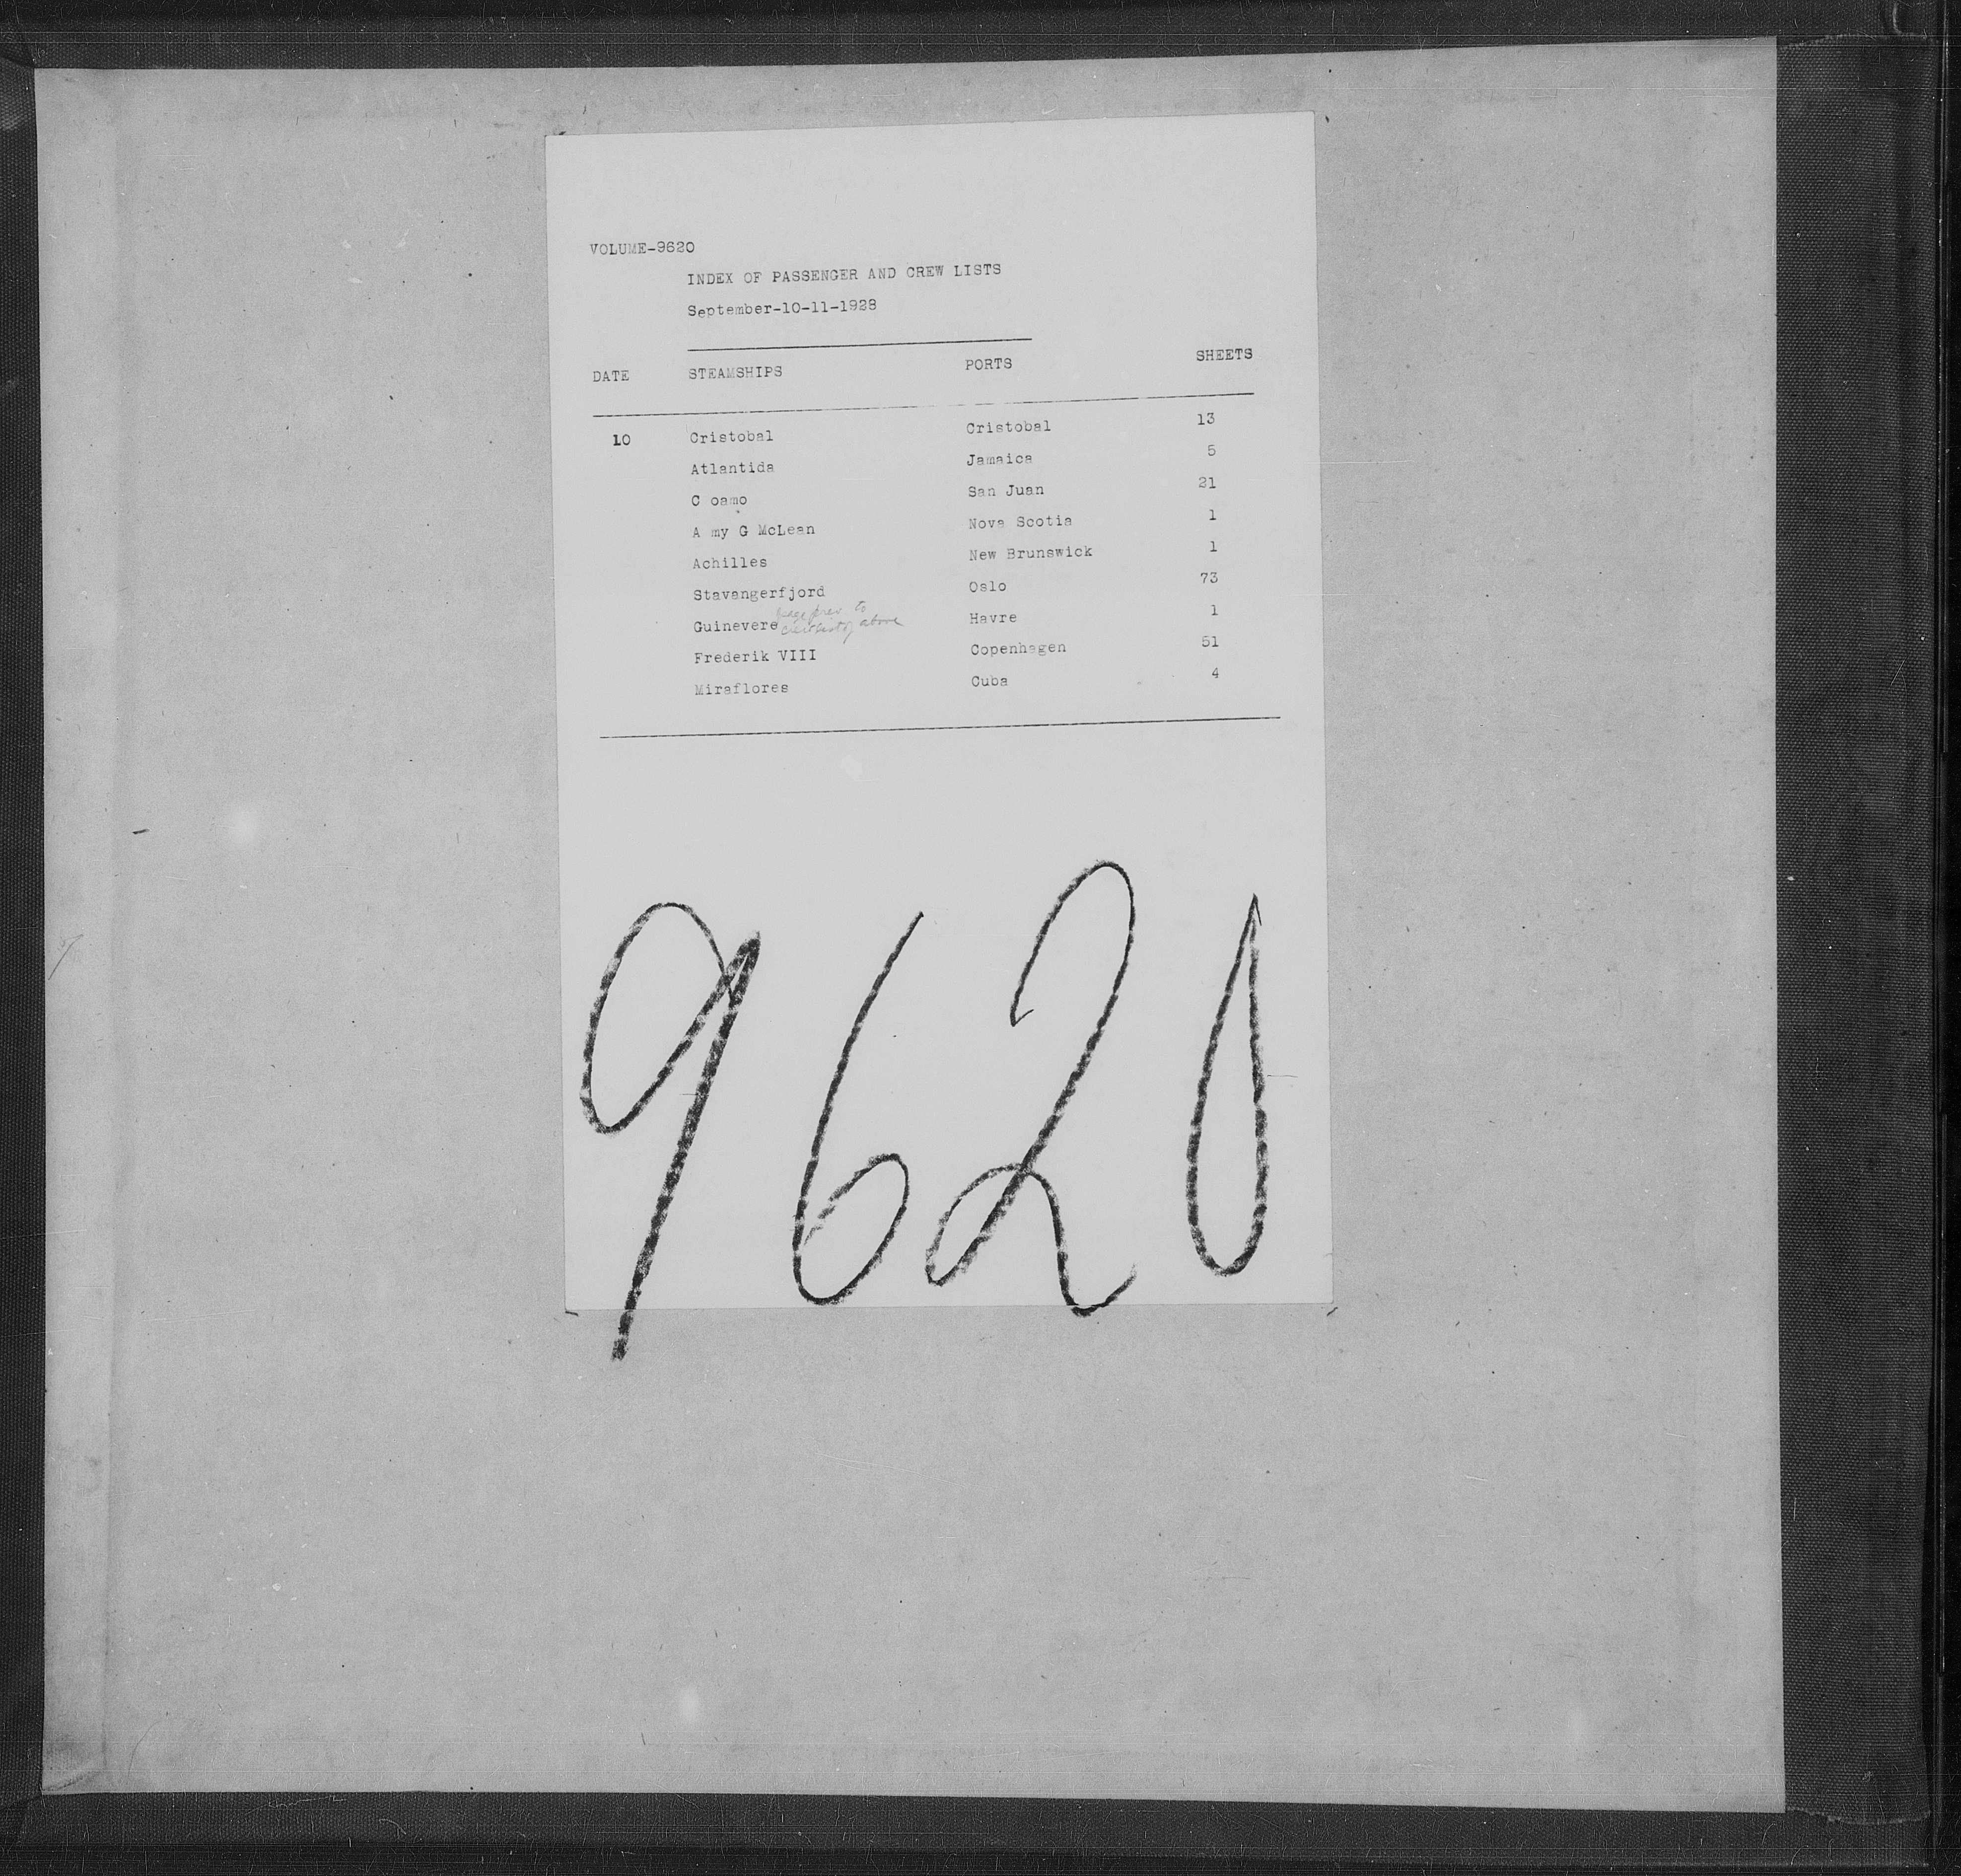 VOLUME-9620
INDEX OF PASSENGER AND CREW LISTS
September-10-11-1928
DATE STEAMSHIPS PORTS SHEETS
10 Cristobal Cristobal 13
Atlantida Jamaica 5
C oamo San Juan 21
A my G McLean Nova Scotia 1
Achilles New Brunswick 1
Stavangerfjord Oslo 73
to
Guinevere above Havre 1
Frederik VIII Copenhagen 51
Miraflores Cuba 4
9620